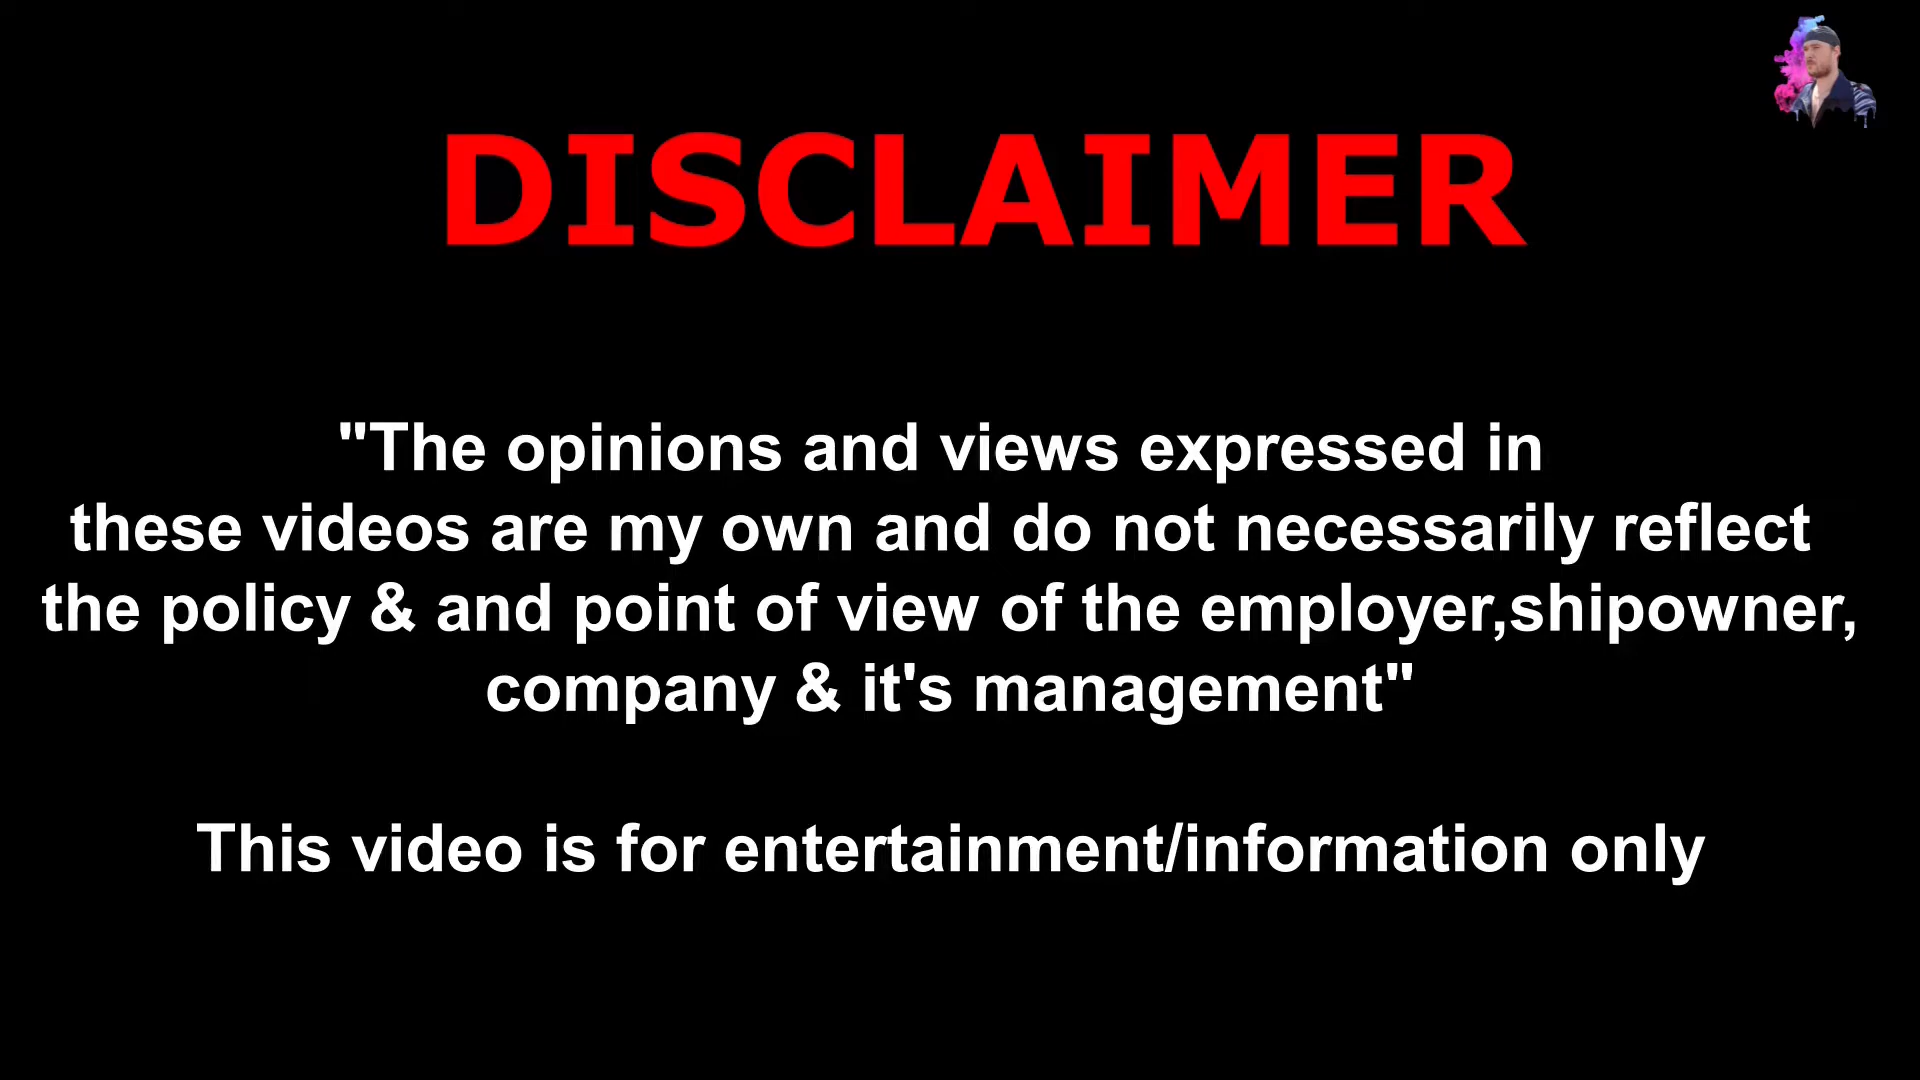 DISCLAIMER
"The opinions and views expressed in
these videos are my own and do not necessarily reflect
the policy & and point of view of the employer,shipowner,
company & it's management"
This video is for entertainment/information only